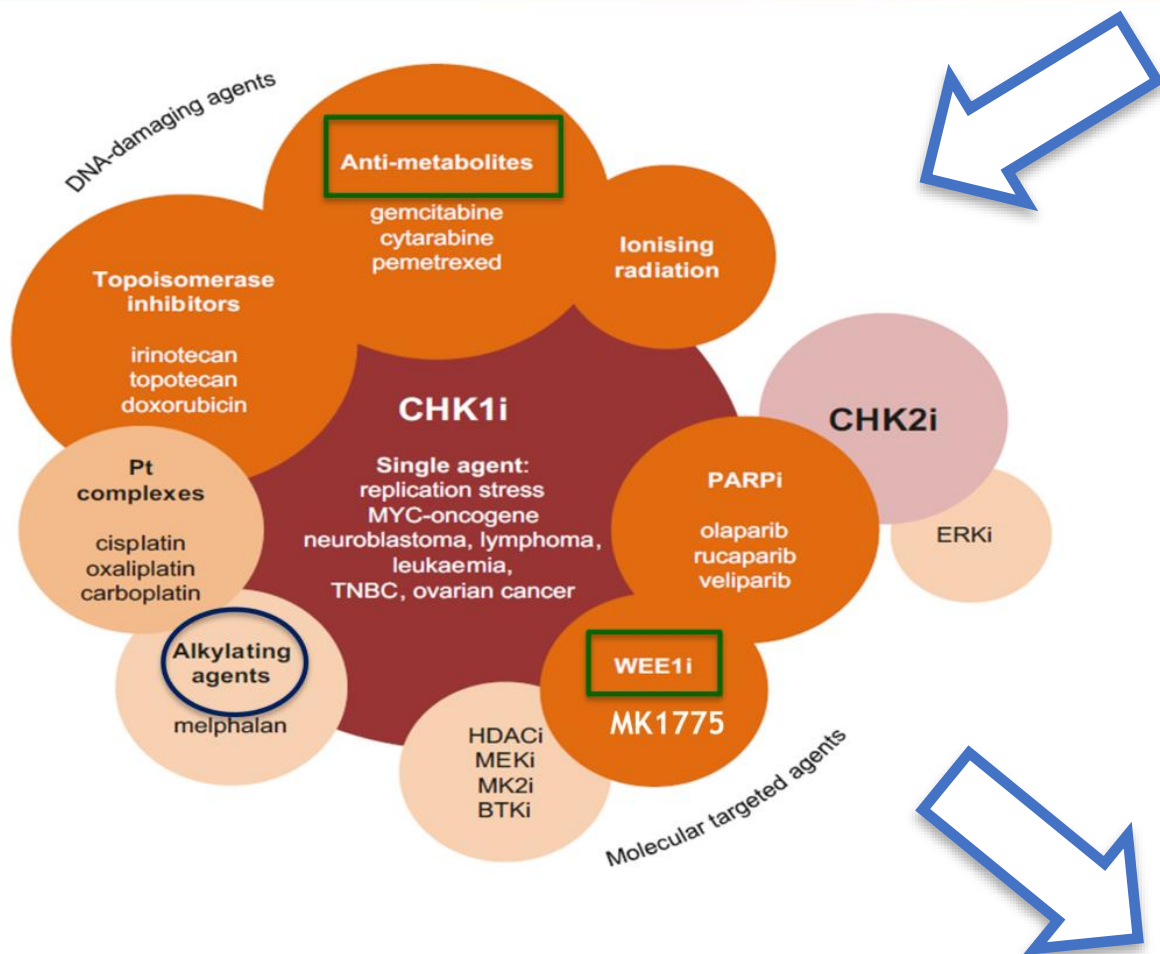 DNA-damaging agents
Anti-metabolites
gemcitabine
cytarabine
pemetrexed
Ionising
radiation
Topoisomerase
inhibitors
irinotecan
topotecan
doxorubicin
CHK1i
Single agent:
replication stress
MYC-oncogene
neuroblastoma, lymphoma,
leukaemia,
TNBC, ovarian cancer
CHK2i
PARPi
olaparib
rucaparib
veliparib
ERKi
Pt
complexes
cisplatin
oxaliplatin
carboplatin
Alkylating
agents
melphalan
WEE1i
MK1775
HDACi
MEKi
MK2i
BTKi
Molecular targeted agents